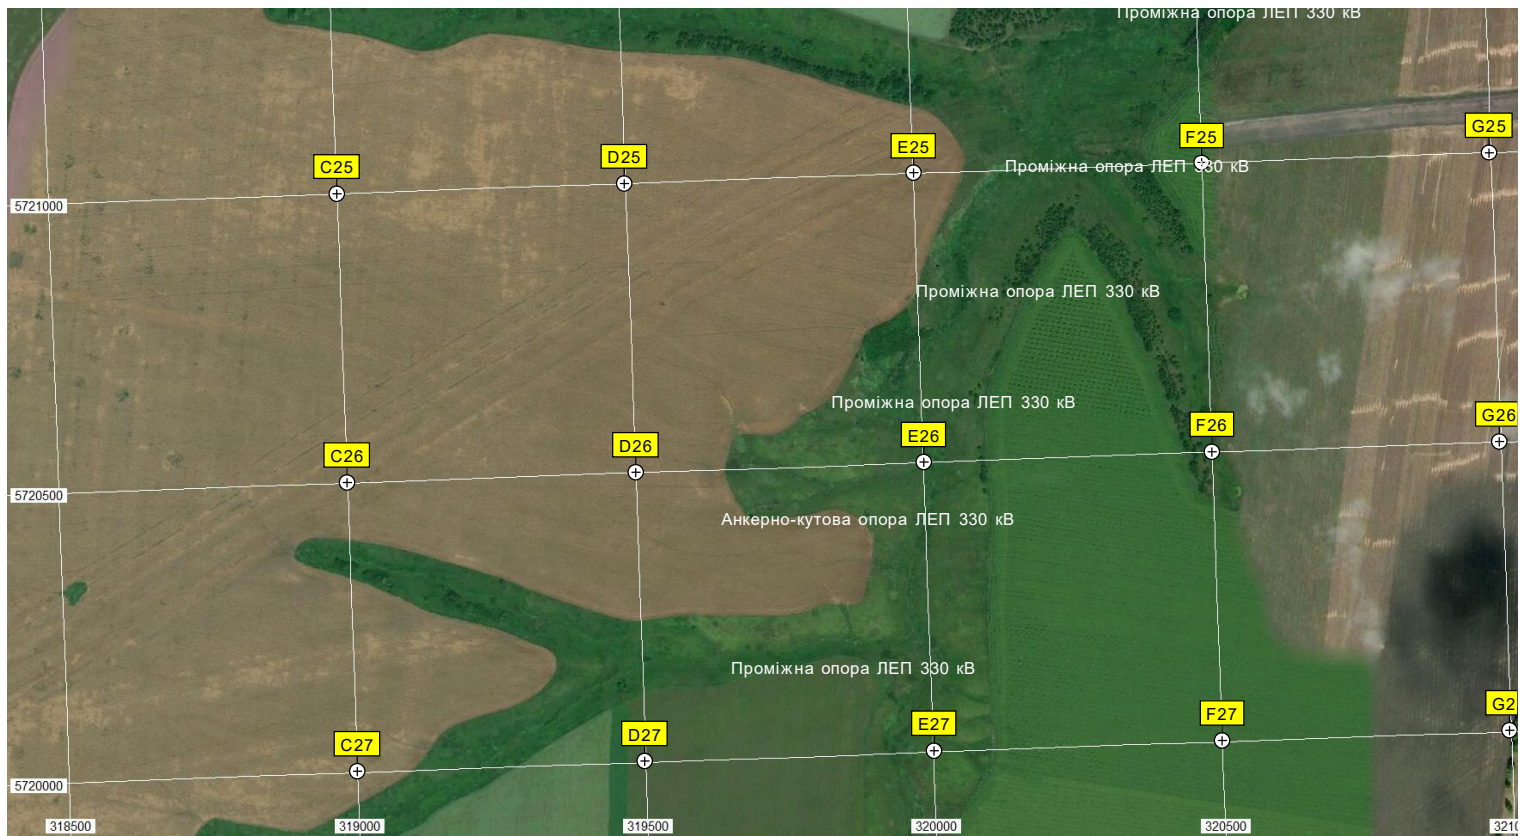 Проміжна опора ЛЕП 330 кВ
G25
F25
E25
D25
C25
Проміжна опора ЛЕП 330 кВ
5721000
Проміжна опора ЛЕП 330 кВ
Проміжна опора ЛЕП 330 кВ
G26
F26
E26
D26
C26
5720500
Анкерно-кутова опора ЛЕП 330 кВ
Проміжна опора ЛЕП 330 кВ
G2
F27
E27
D27
C27
5720000
318500 319000 319500 320000 320500 3210